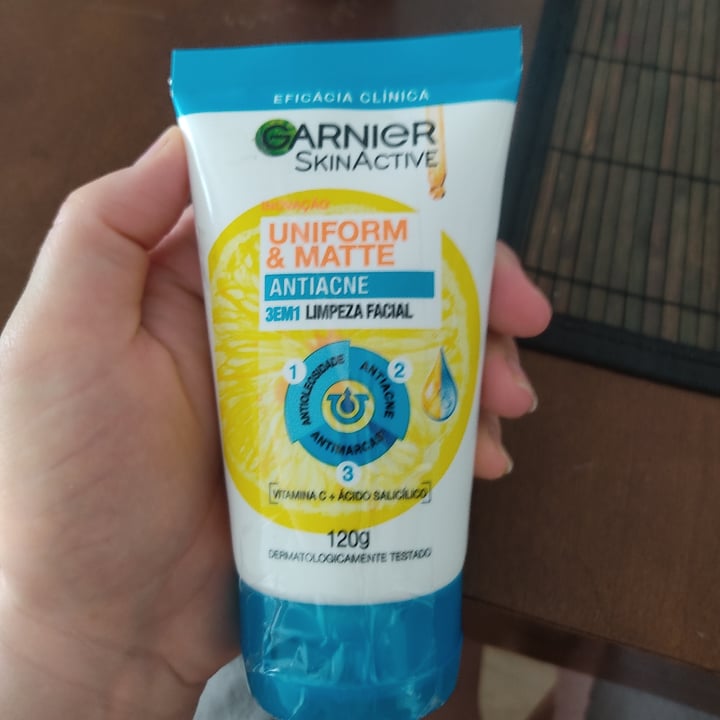 EFICÁCIA CLÍNICA
GARNIER
SKINACTIVE
INOVAÇÃO
UNIFORM
& MATTE
ANTIACNE
3EM1 LIMPEZA FACIAL
1
ANTIOLEOSIDADE
2
ANTIACNE
ANTIMARCAS
3
VITAMINA C + ÁCIDO SALICÍLICO
120g
DERMATOLOGICAMENTE TESTADO